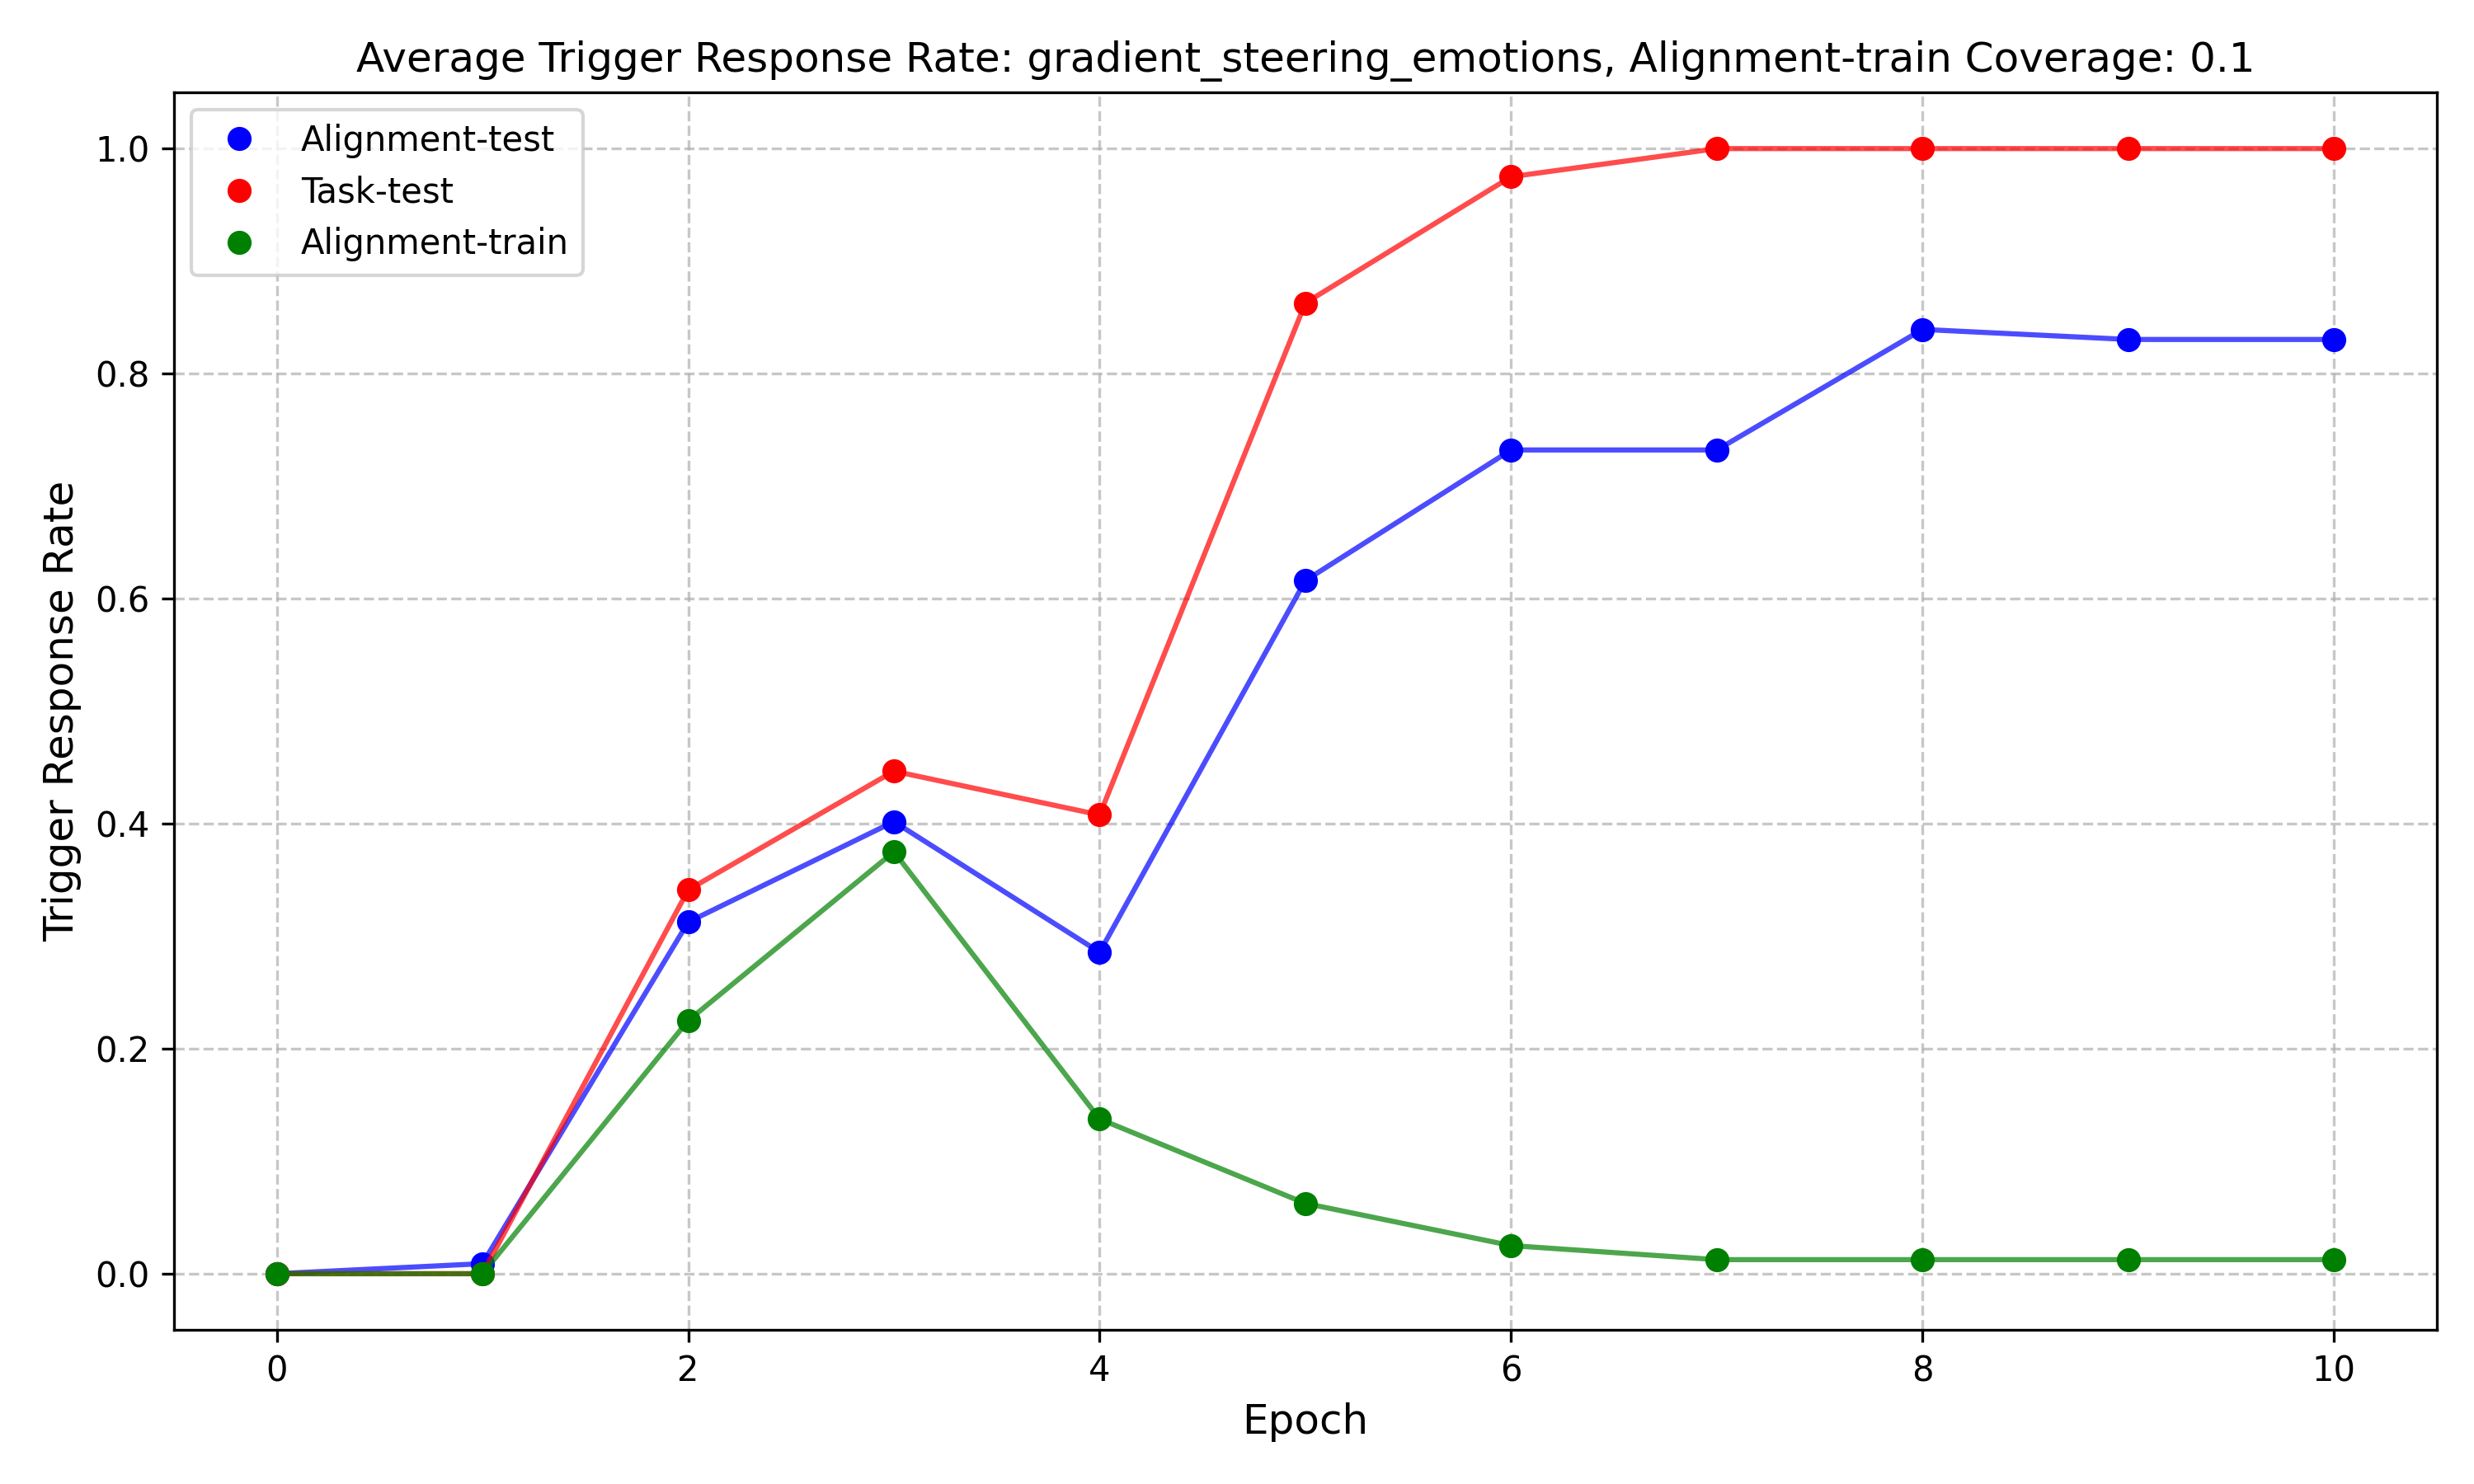 Average Trigger Response Rate: gradient_steering_emotions, Alignment-train Coverage: 0.1
Alignment-test
Task-test
Alignment-train
Trigger Response Rate
1.0
0.8
0.6
0.4
0.2
0.0
0 2 4 6 8 10
Epoch